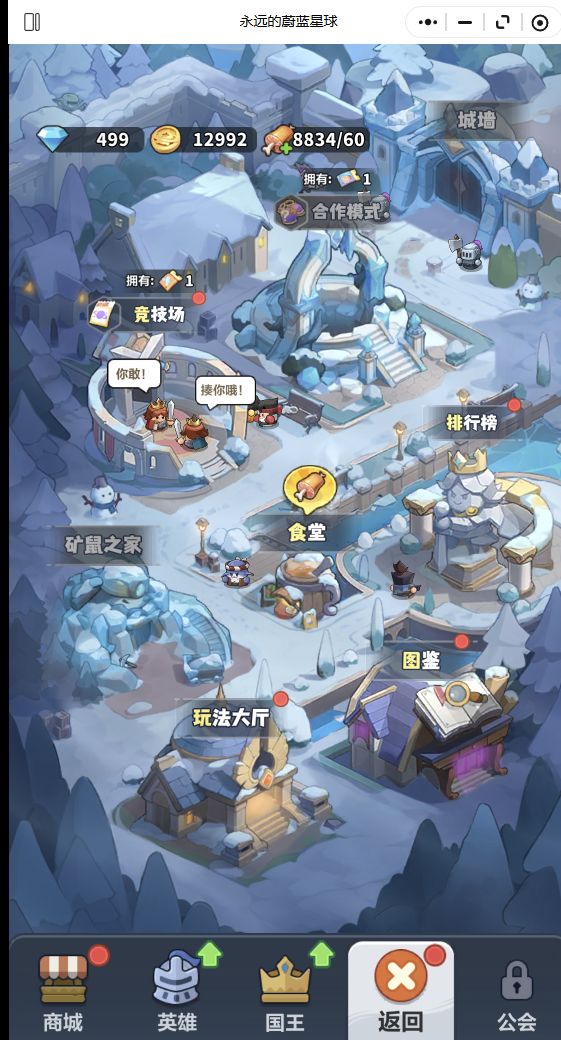 永远的蔚蓝星球
城墙
499
12992
8834/60
拥有: 1
合作模式
拥有: 1
竞技场
你敢!
揍你哦!
排行榜
食堂
矿鼠之家
图鉴
玩法大厅
商城
英雄
国王
返回
公会